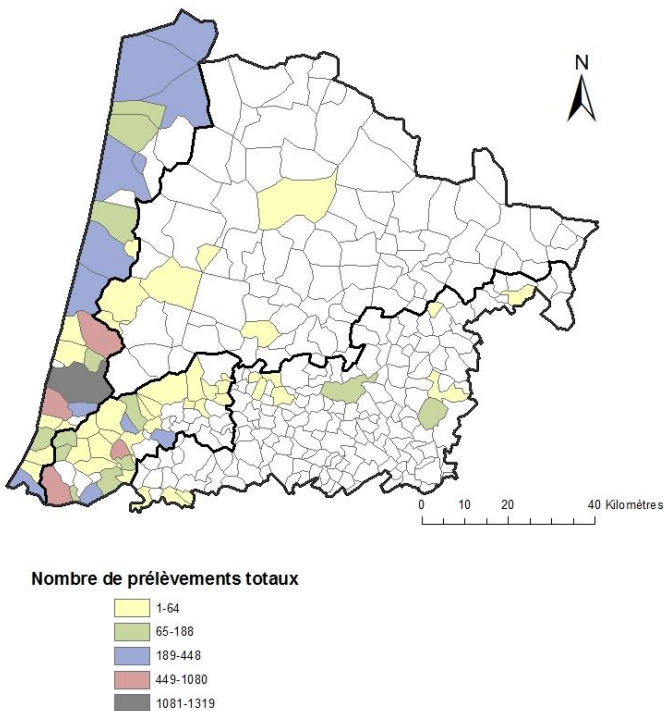 N
0 10 20 40 Kilomètres
Nombre de prélèvements totaux
1-64
65-188
189-448
449-1080
1081-1319